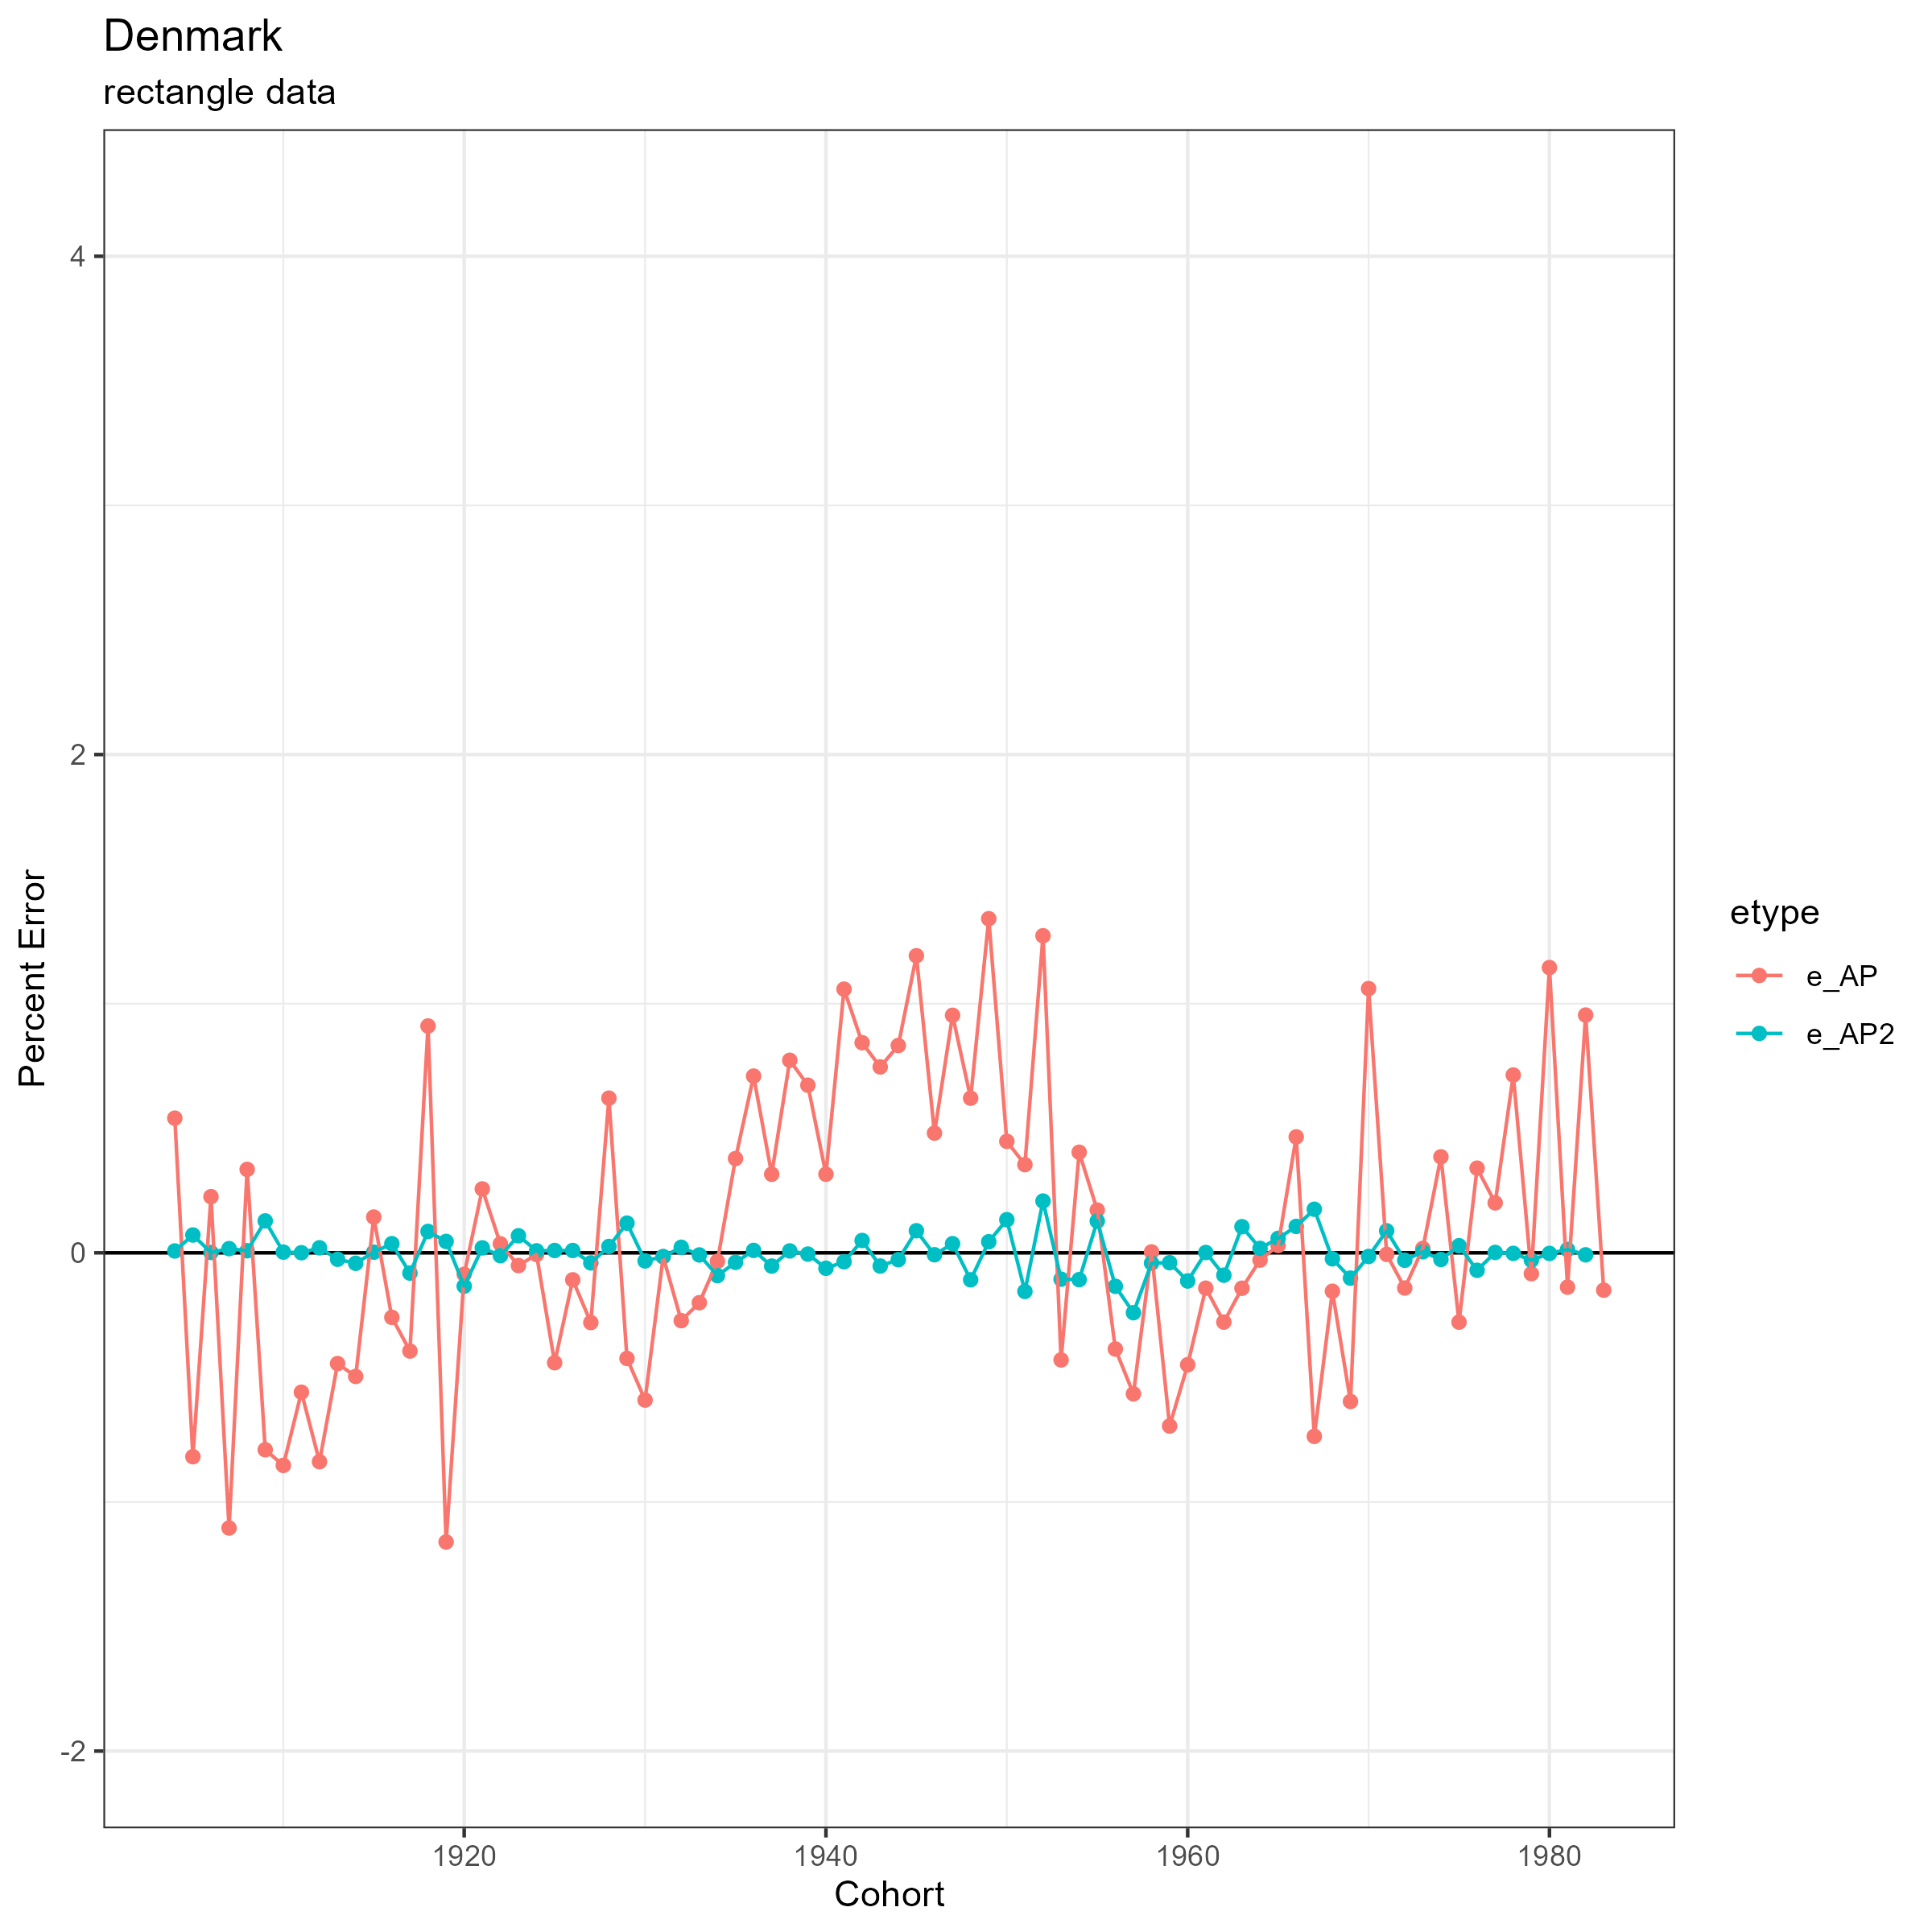 Denmark
rectangle data
Percent Error
4
2
0
-2
1920
1940
1960
1980
Cohort
etype
e_AP
e_AP2